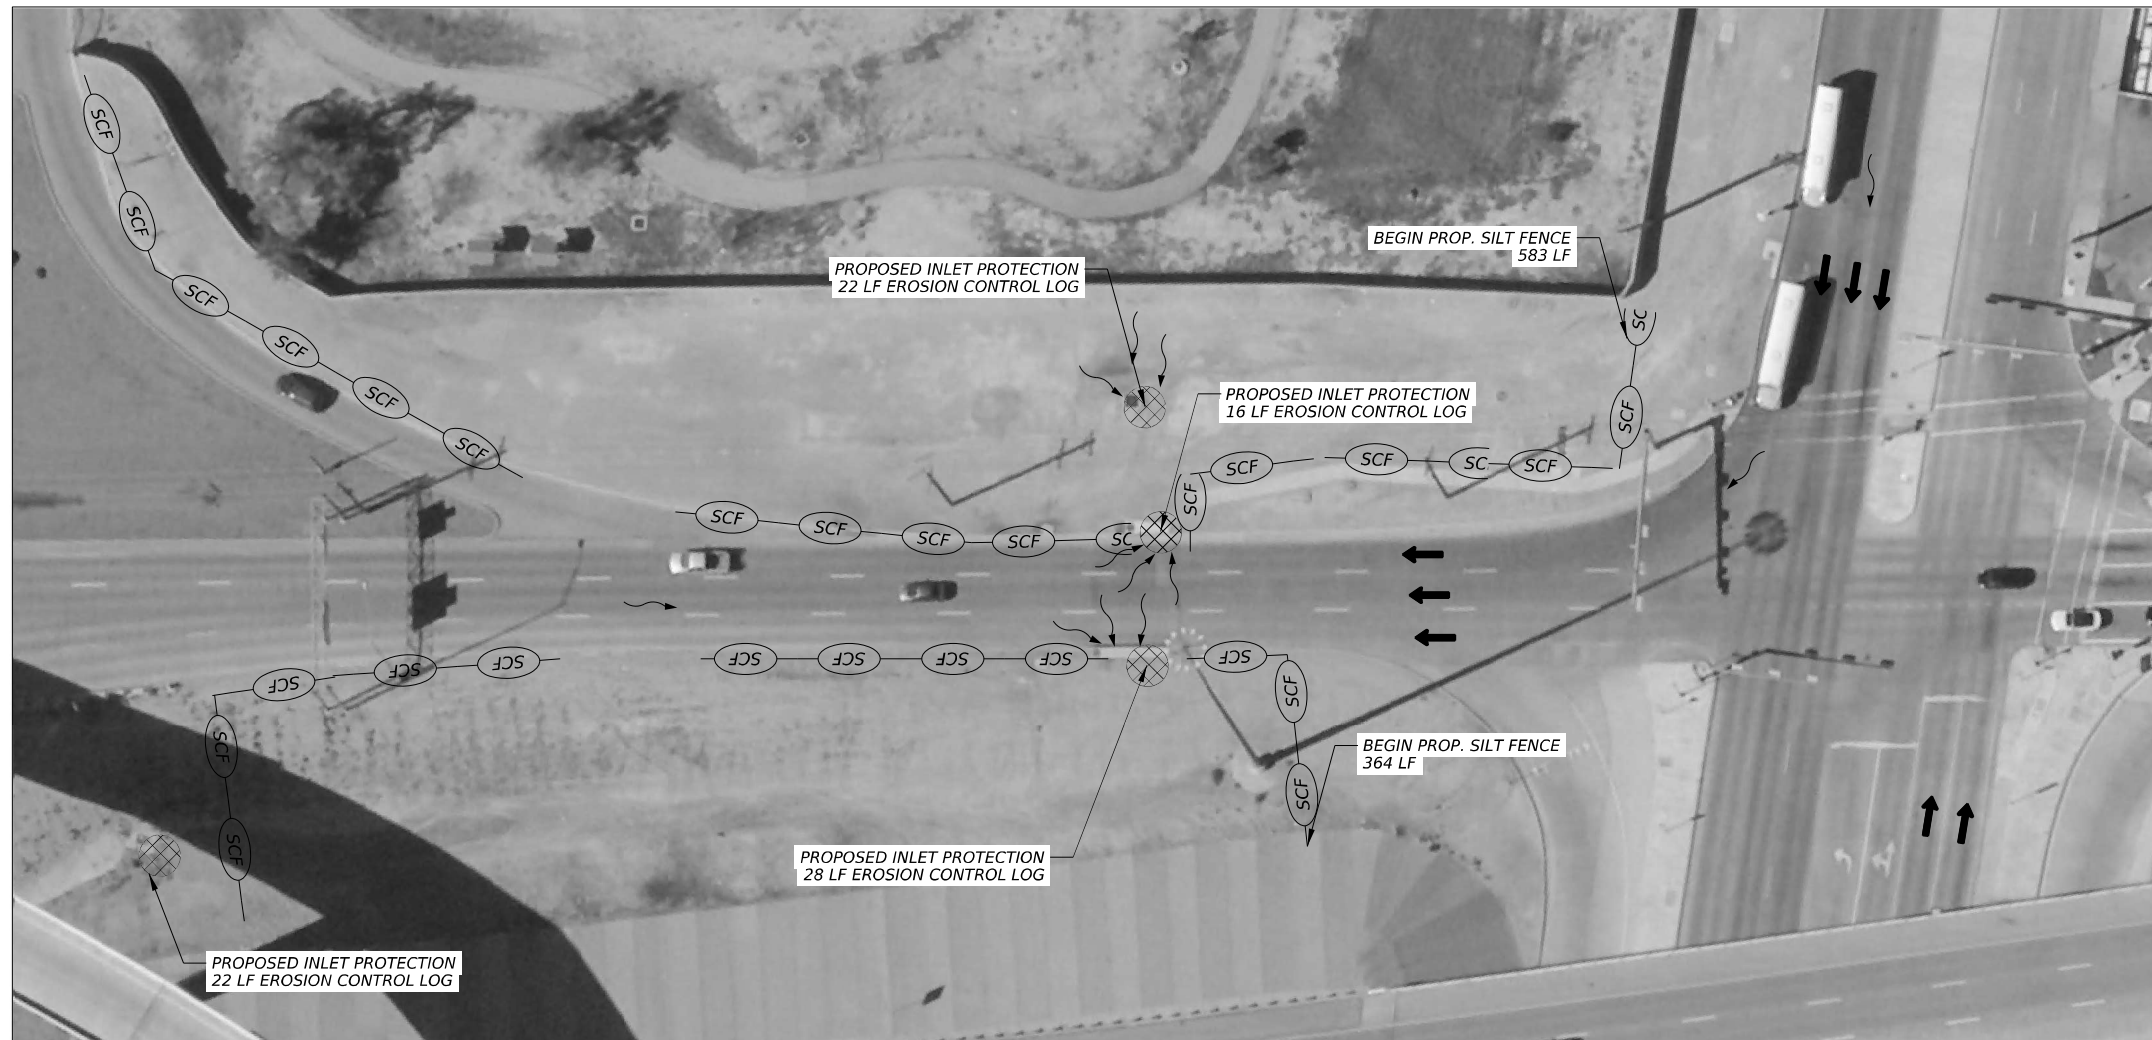 SCF
SCF
BEGIN PROP. SILT FENCE
583 LF
PROPOSED INLET PROTECTION
22 LF EROSION CONTROL LOG
SCF
SC
SCF
SCF
PROPOSED INLET PROTECTION
16 LF EROSION CONTROL LOG
SCF
SCF
SCF
SCF
SC
SCF
SCF
SCF
SCF
SCF
SCF
SC
SCF
SCF
SCF
SCF
SCF
SCF
SCF
SCF
SCF
SCF
BEGIN PROP. SILT FENCE
364 LF
SCF
SCF
SCF
PROPOSED INLET PROTECTION
28 LF EROSION CONTROL LOG
PROPOSED INLET PROTECTION
22 LF EROSION CONTROL LOG